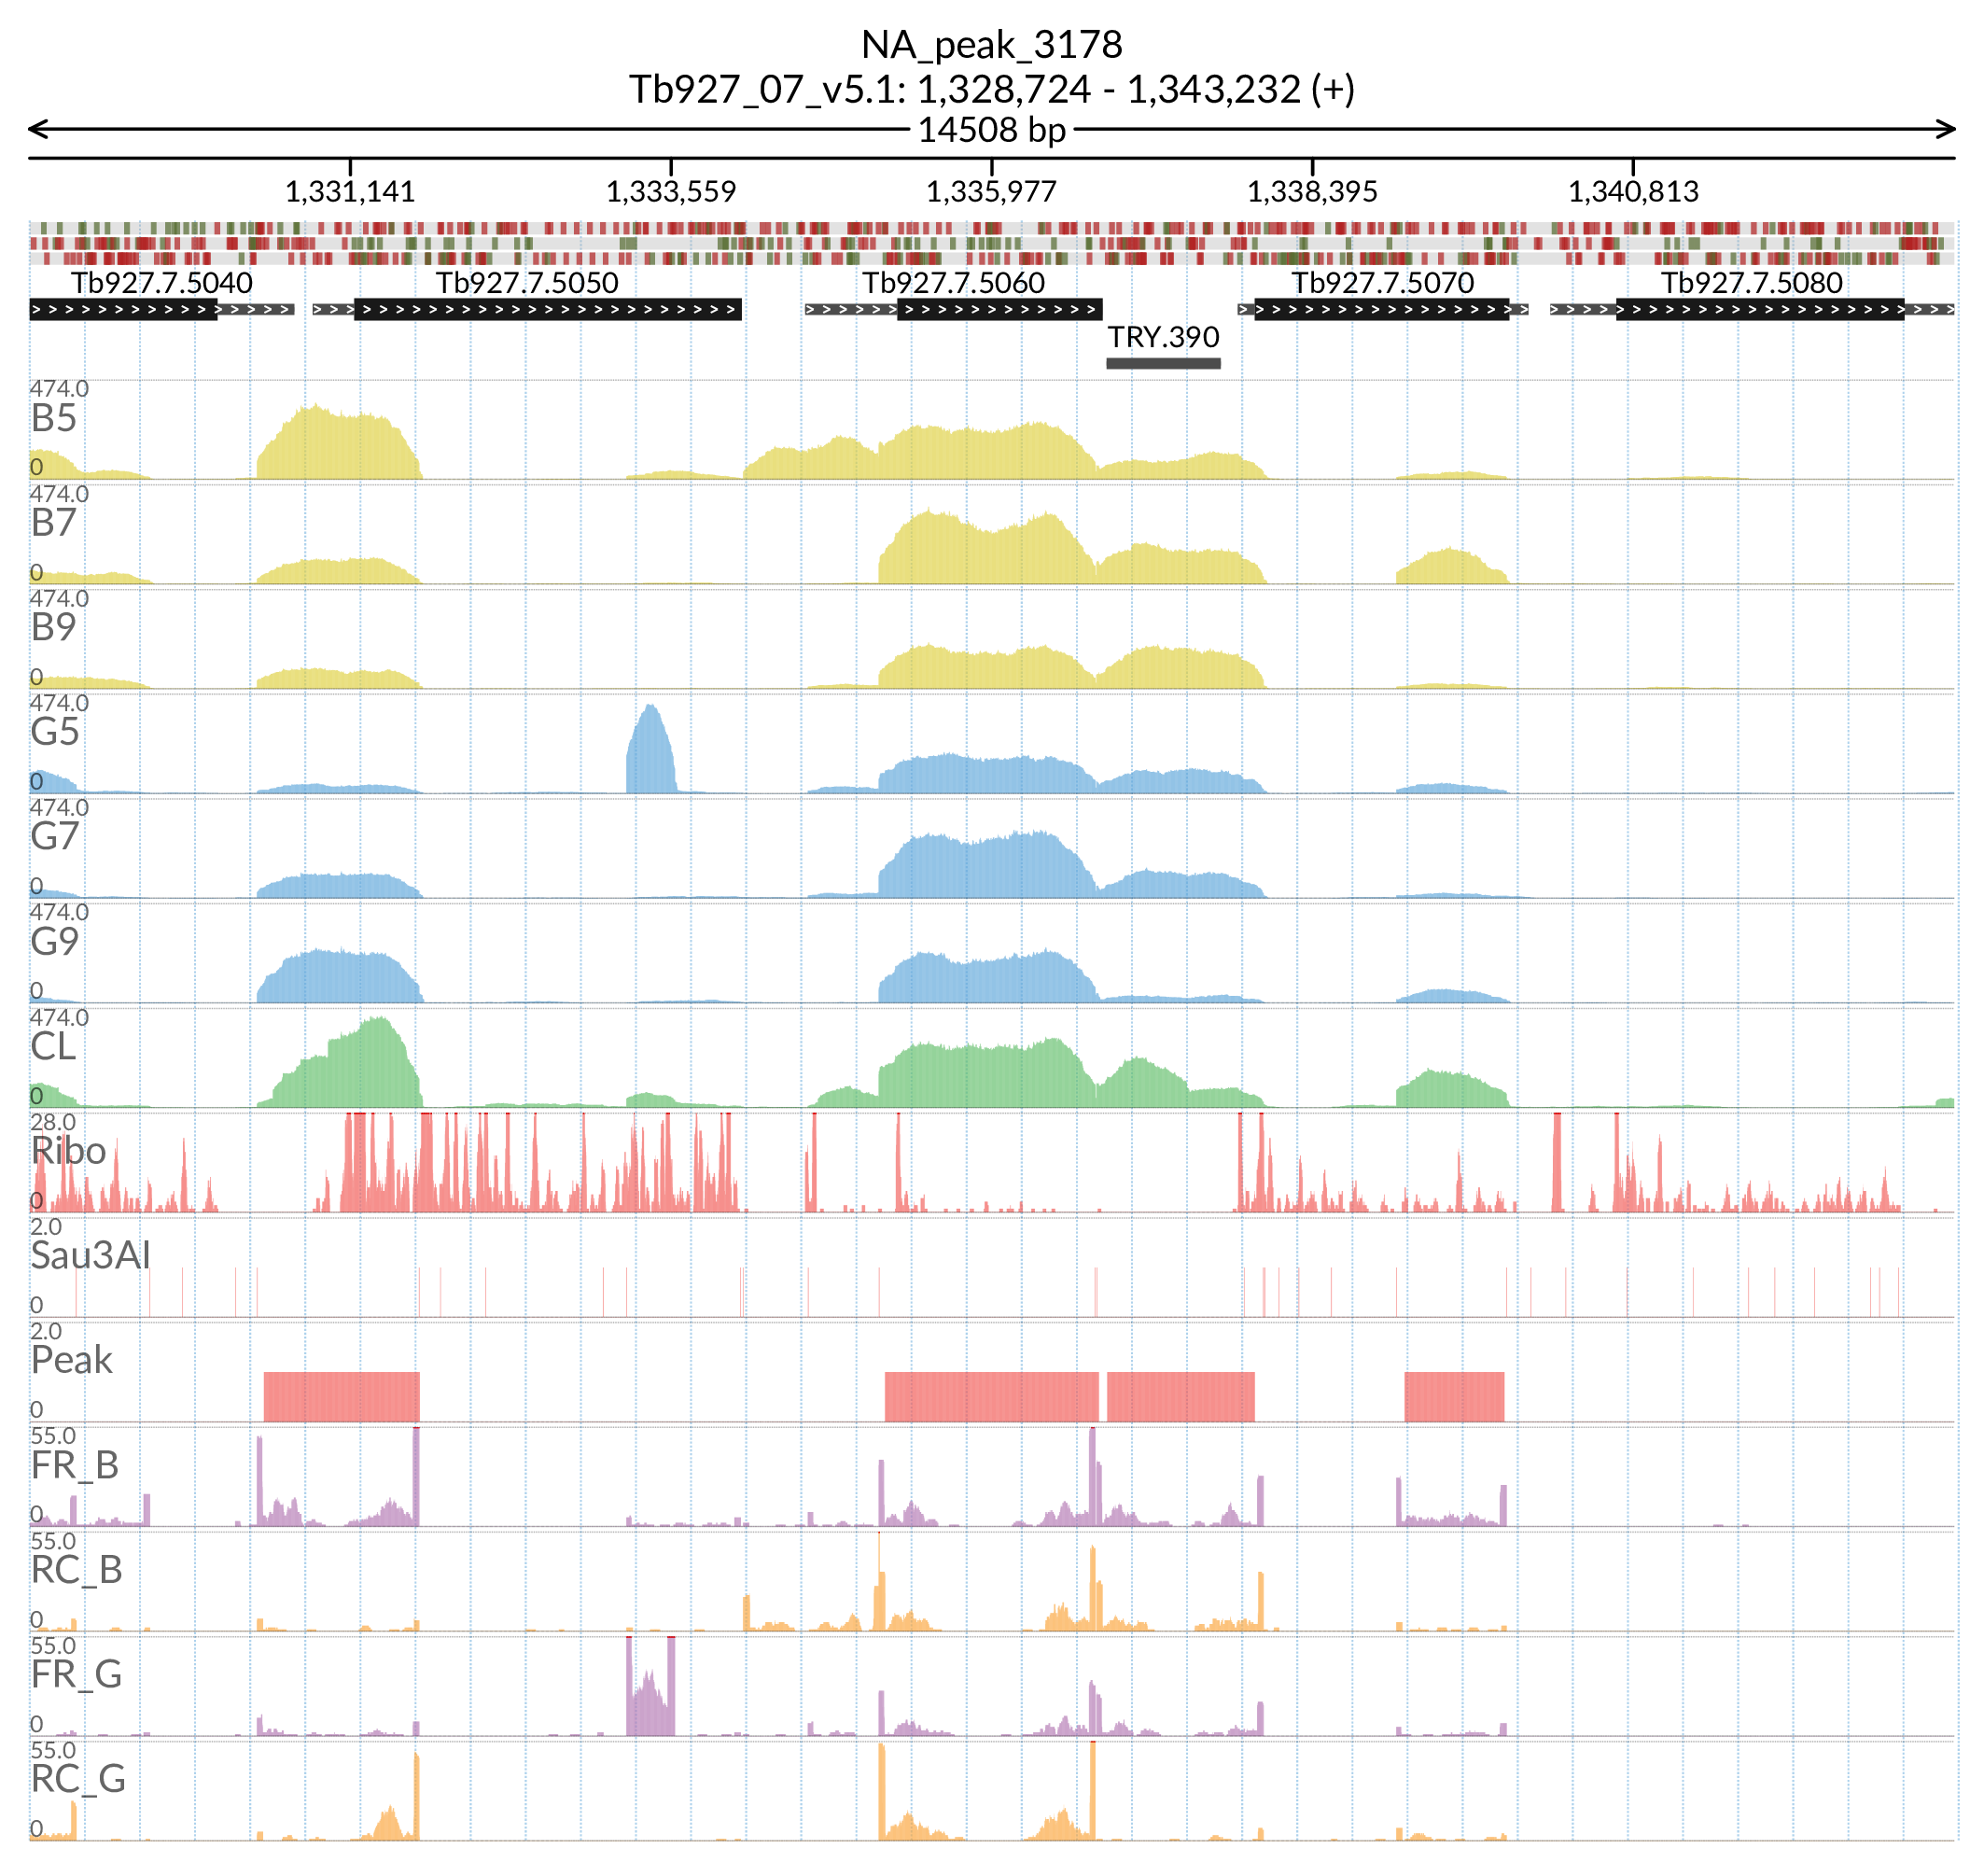 NA_peak_3178
Tb927_07_v5.1: 1,328,724 - 1,343,232 (+)
14508 bp
1,331,141 1,333,559 1,335,977 1,338,395 1,340,813
Tb927.7.5040 Tb927.7.5050 Tb927.7.5060 Tb927.7.5070 Tb927.7.5080
TRY.390
474.0
B5
0
474.0
B7
0
474.0
B9
0
474.0
G5
0
474.0
G7
0
474.0
G9
0
474.0
CL
0
28.0
Ribo
0
2.0
Sau3AI
0
2.0
Peak
0
55.0
FR_B
0
55.0
RC_B
0
55.0
FR_G
0
55.0
RC_G
0